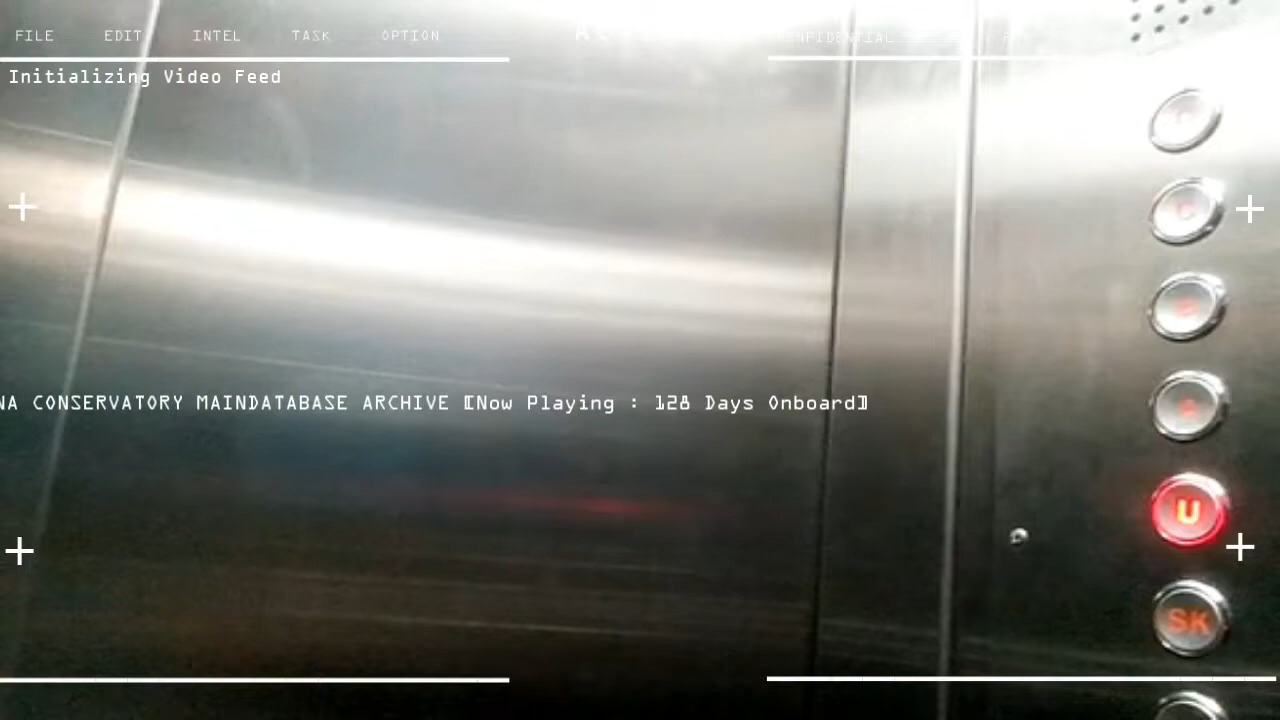 FILE EDIT INTEL TASK OPTION
Initializing Video Feed
NA CONSERVATORY MAINDATABASE ARCHIVE [Now Playing : 128 Days Onboard]
U
SK